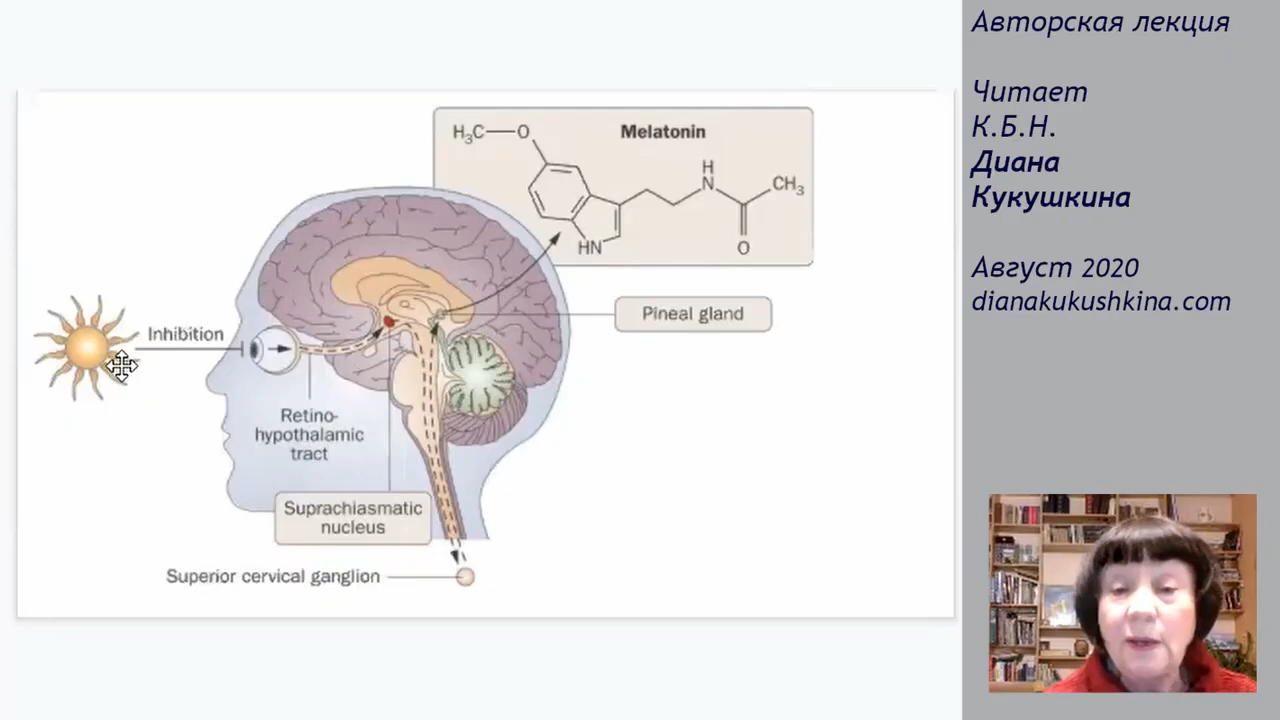 H₃C O
Melatonin
H
N
CH₃
HN
O
Pineal gland
Inhibition
Retino-
hypothalamic
tract
Suprachiasmatic
nucleus
Superior cervical ganglion
Авторская лекция
Читает
К.Б.Н.
Диана
Кукушкина
Август 2020
dianakukushkina.com